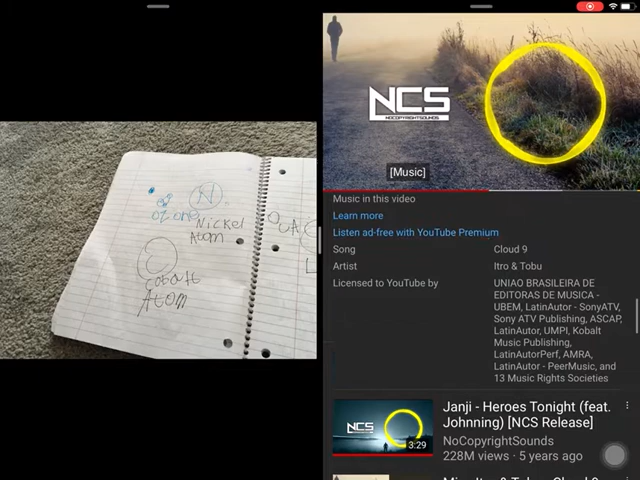 NCS
NOCOPYRIGHTSOUNDS
[Music]
Music in this video
Learn more
Listen ad-free with YouTube Premium
Song
Cloud 9
Artist
Itro & Tobu
Licensed to YouTube by
UNIAO BRASILEIRA DE
EDITORAS DE MUSICA -
UBEM, LatinAutor - SonyATV,
Sony ATV Publishing, ASCAP,
LatinAutor, UMPI, Kobalt
Music Publishing,
LatinAutorPerf, AMRA,
LatinAutor - PeerMusic, and
13 Music Rights Societies
NCS
3:29
Janji - Heroes Tonight (feat.
Johnning) [NCS Release]
NoCopyrightSounds
228M views · 5 years ago
N
ozone
Nickel
Atom
cobalt
ATOM